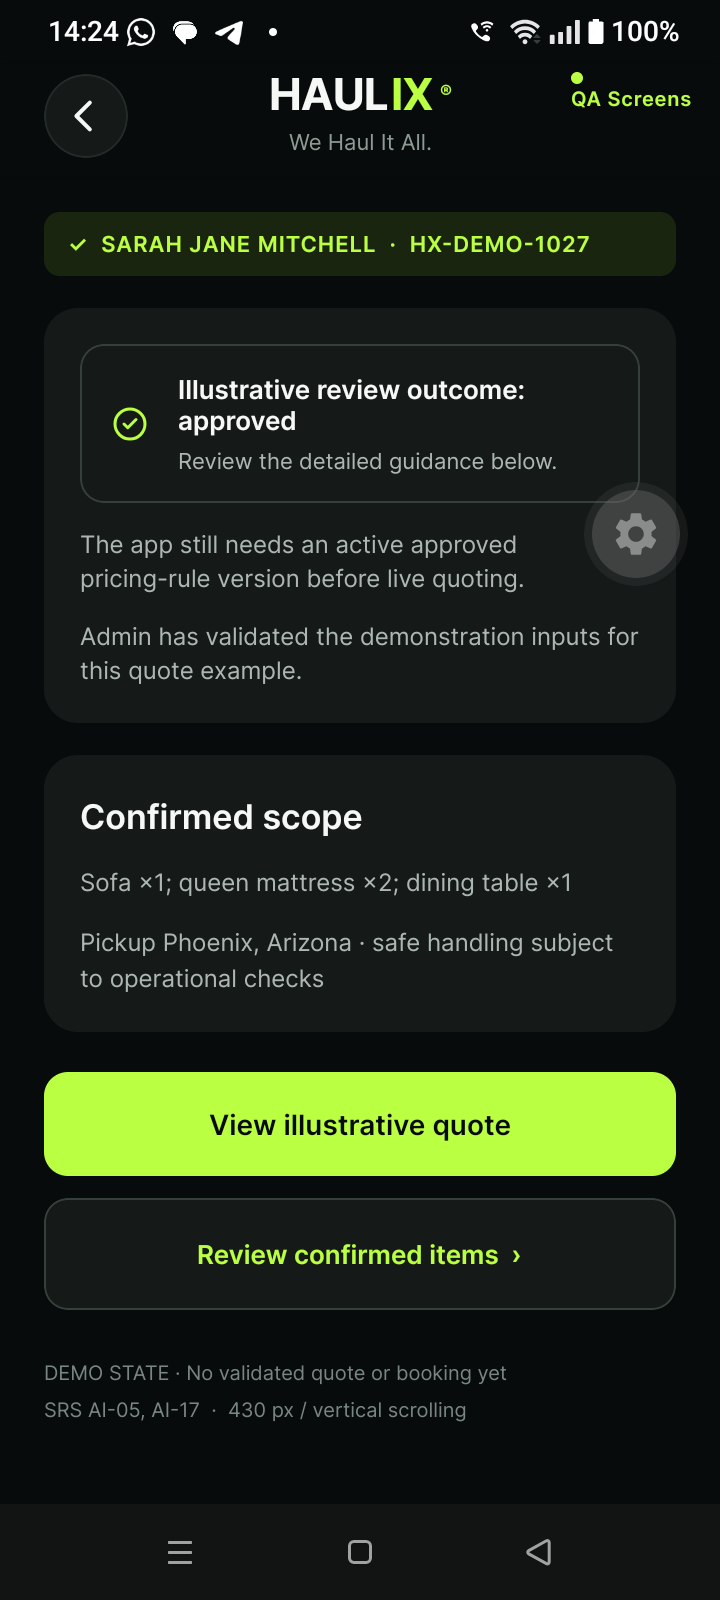 14:24 100%
HAULIX ®
We Haul It All.
QA Screens
✓ SARAH JANE MITCHELL · HX-DEMO-1027
Illustrative review outcome:
approved
Review the detailed guidance below.
The app still needs an active approved
pricing-rule version before live quoting.
Admin has validated the demonstration inputs for
this quote example.
Confirmed scope
Sofa ×1; queen mattress ×2; dining table ×1
Pickup Phoenix, Arizona · safe handling subject
to operational checks
View illustrative quote
Review confirmed items ›
DEMO STATE · No validated quote or booking yet
SRS AI-05, AI-17 · 430 px / vertical scrolling